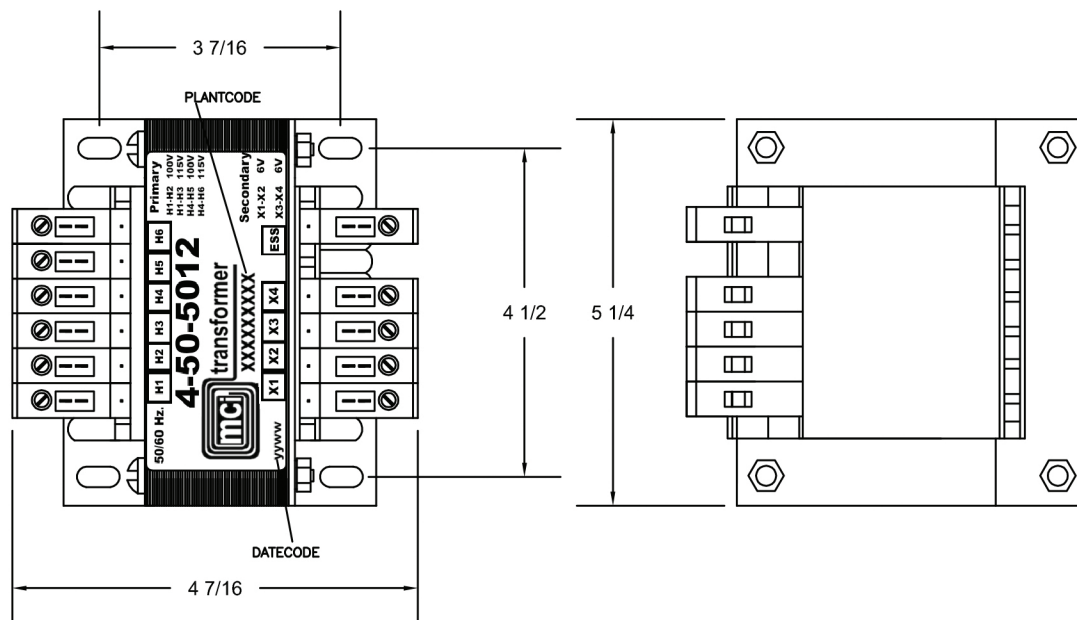 3 7/16
PLANTCODE
Primary
H1-H2 100V
H1-H3 115V
H4-H5 100V
H4-H6 115V
Secondary
X1-X2 6V
X3-X4 6V
H6
H5
H4
H3
H2
H1
ESS
X4
X3
X2
X1
4-50-5012
transformer
XXXXXXXXX
mci
50/60 Hz.
yyww
4 1/2
5 1/4
DATECODE
4 7/16